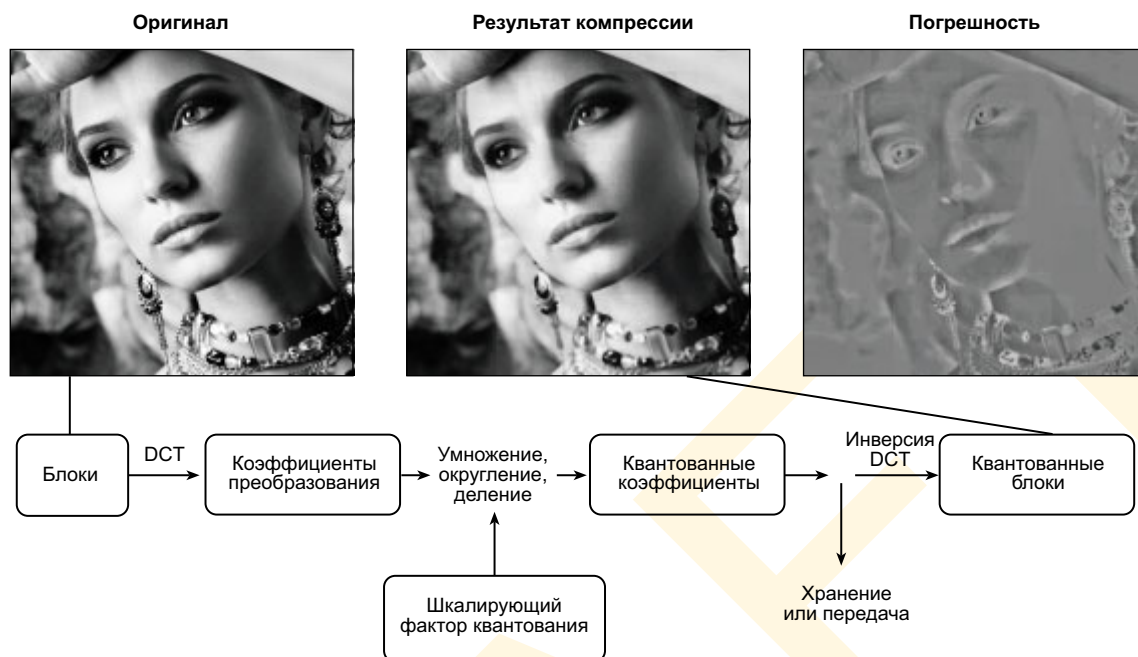 Оригинал
Результат компрессии
Погрешность
Блоки
DCT
Коэффициенты
преобразования
Умножение,
округление,
деление
Квантованные
коэффициенты
Инверсия
DCT
Квантованные
блоки
Шкалирующий
фактор квантования
Хранение
или передача